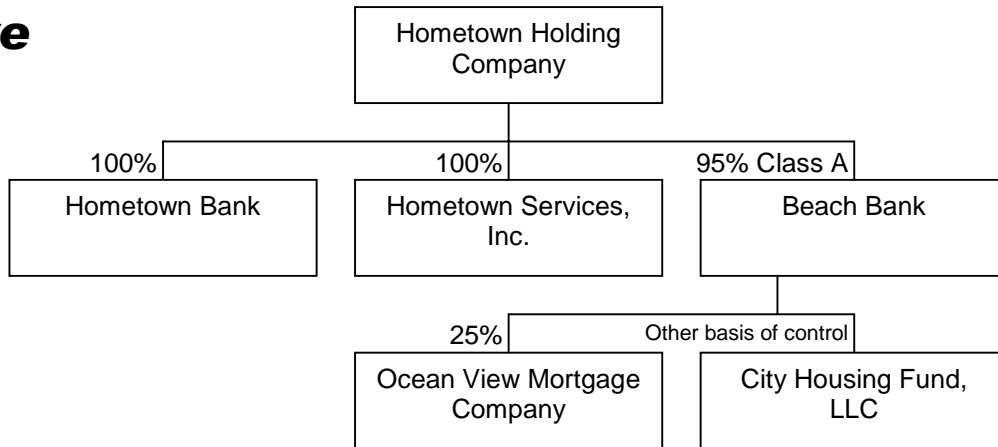 Hometown Holding
Company
100%
100%
95% Class A
Hometown Bank
Hometown Services,
Inc.
Beach Bank
25%
Other basis of control
Ocean View Mortgage
Company
City Housing Fund,
LLC